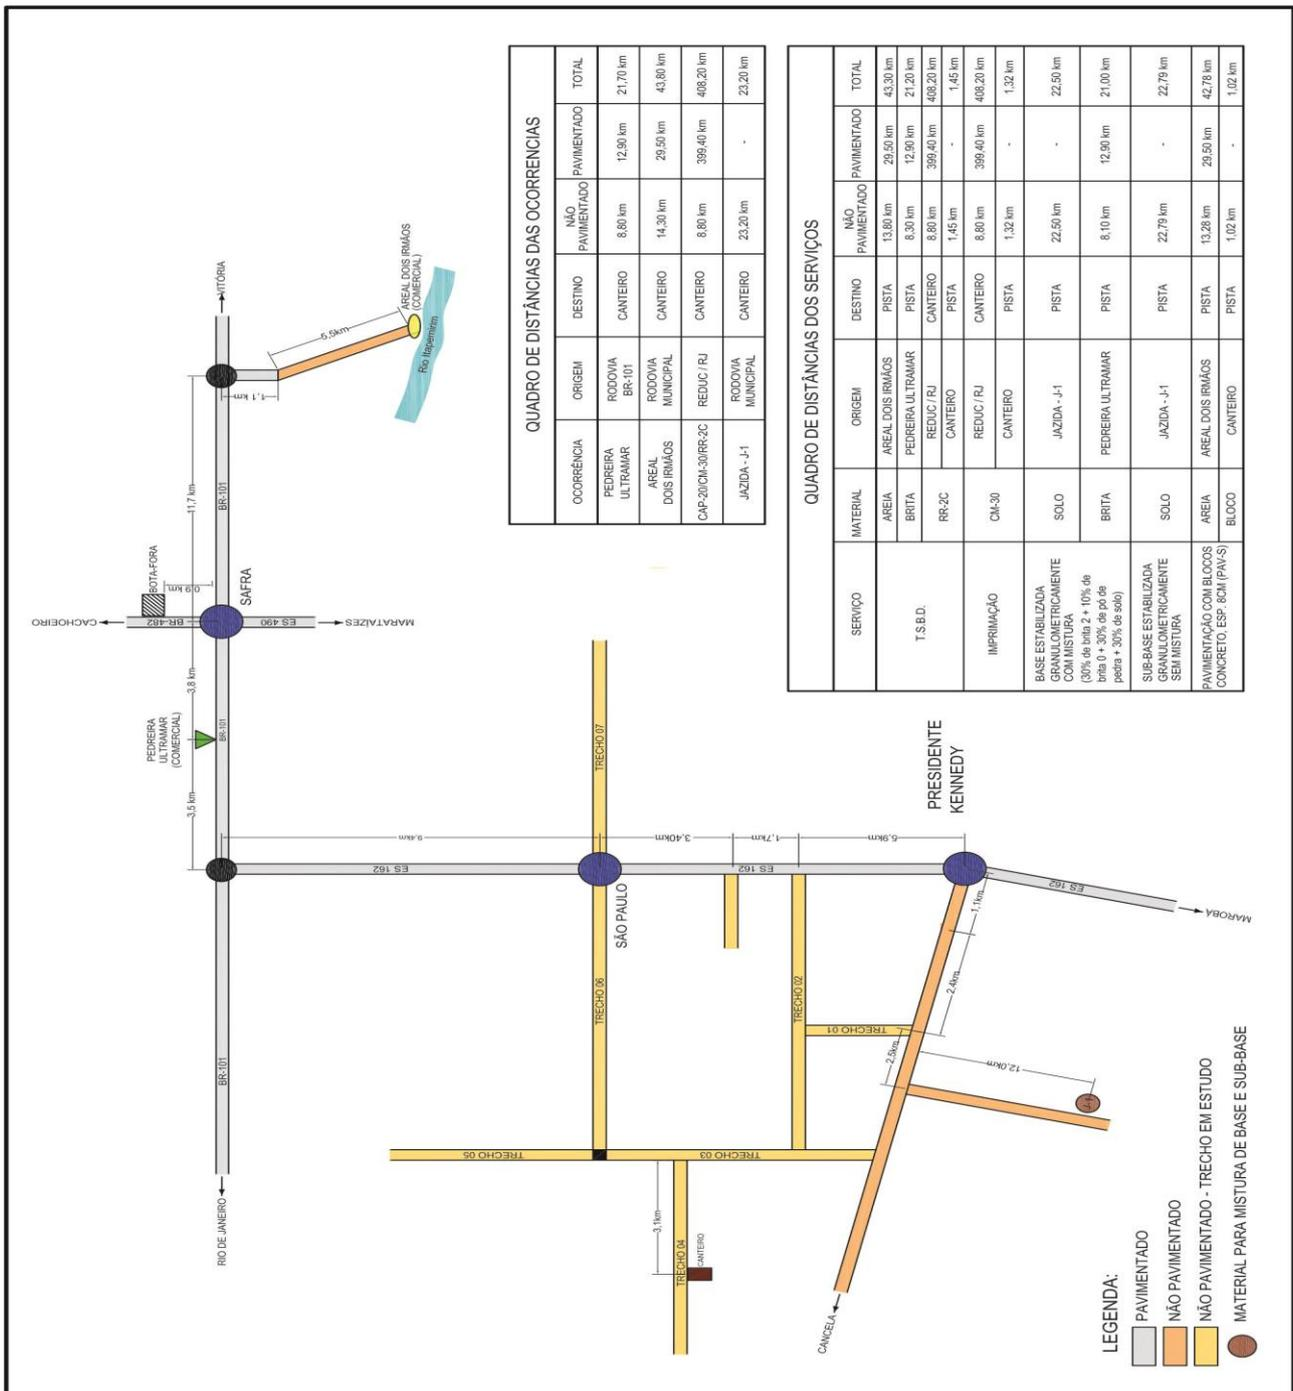 VITÓRIA
AREAL DOIS IRMÃOS
(COMERCIAL)
Rio Itapemirim
5,5km
1,1 km
11,7 km
BR-101
BOTA-FORA
0,9 km
SAFRA
CACHOEIRO
BR-482
ES 490
MARATAÍZES
3,8 km
PEDREIRA
ULTRAMAR
(COMERCIAL)
BR-101
3,5 km
9,4km
ES 162
TRECHO 07
SÃO PAULO
3,40km
ES 162
1,7km
5,9km
PRESIDENTE
KENNEDY
ES 162
MAROBÁ
1,1km
2,4km
TRECHO 06
TRECHO 02
TRECHO 01
2,5km
12,0km
J-1
BR-101
RIO DE JANEIRO
TRECHO 05
TRECHO 03
3,1km
TRECHO 04
CANTEIRO
CANCELA
QUADRO DE DISTÂNCIAS DAS OCORRENCIAS
OCORRÊNCIA ORIGEM DESTINO NÃO PAVIMENTADO PAVIMENTADO TOTAL
PEDREIRA ULTRAMAR RODOVIA BR-101 CANTEIRO 8,80 km 12,90 km 21,70 km
AREAL DOIS IRMÃOS RODOVIA MUNICIPAL CANTEIRO 14,30 km 29,50 km 43,80 km
CAP-20/CM-30/RR-2C REDUC / RJ CANTEIRO 8,80 km 399,40 km 408,20 km
JAZIDA - J-1 RODOVIA MUNICIPAL CANTEIRO 23,20 km - 23,20 km
QUADRO DE DISTÂNCIAS DOS SERVIÇOS
SERVIÇO MATERIAL ORIGEM DESTINO NÃO PAVIMENTADO PAVIMENTADO TOTAL
T.S.B.D. AREIA AREAL DOIS IRMÃOS PISTA 13,80 km 29,50 km 43,30 km
BRITA PEDREIRA ULTRAMAR PISTA 8,30 km 12,90 km 21,20 km
RR-2C REDUC / RJ CANTEIRO 8,80 km 399,40 km 408,20 km
CANTEIRO PISTA 1,45 km - 1,45 km
IMPRIMAÇÃO CM-30 REDUC / RJ CANTEIRO 8,80 km 399,40 km 408,20 km
CANTEIRO PISTA 1,32 km - 1,32 km
BASE ESTABILIZADA
GRANULOMETRICAMENTE
COM MISTURA
(30% de brita 2 + 10% de
brita 0 + 30% de pó de
pedra + 30% de solo)
SOLO JAZIDA - J-1 PISTA 22,50 km - 22,50 km
BRITA PEDREIRA ULTRAMAR PISTA 8,10 km 12,90 km 21,00 km
SUB-BASE ESTABILIZADA
GRANULOMETRICAMENTE
SEM MISTURA
SOLO JAZIDA - J-1 PISTA 22,79 km - 22,79 km
PAVIMENTAÇÃO COM BLOCOS
CONCRETO, ESP. 8CM (PAV-S)
AREIA AREAL DOIS IRMÃOS PISTA 13,28 km 29,50 km 42,78 km
BLOCO CANTEIRO PISTA 1,02 km - 1,02 km
LEGENDA:
PAVIMENTADO
NÃO PAVIMENTADO
NÃO PAVIMENTADO - TRECHO EM ESTUDO
MATERIAL PARA MISTURA DE BASE E SUB-BASE